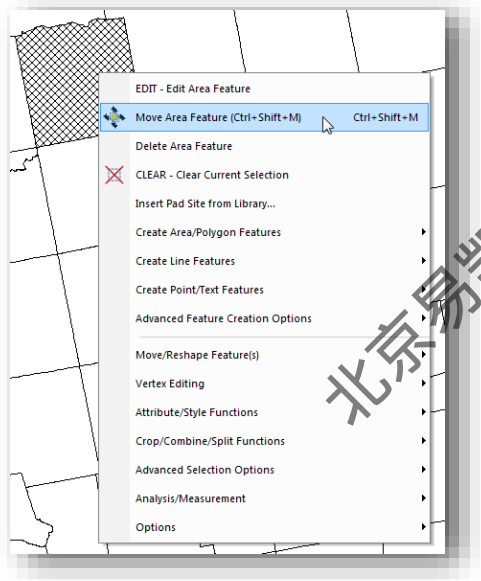 EDIT - Edit Area Feature
Move Area Feature (Ctrl+Shift+M) Ctrl+Shift+M
Delete Area Feature
CLEAR - Clear Current Selection
Insert Pad Site from Library...
Create Area/Polygon Features
Create Line Features
Create Point/Text Features
Advanced Feature Creation Options
Move/Reshape Feature(s)
Vertex Editing
Attribute/Style Functions
Crop/Combine/Split Functions
Advanced Selection Options
Analysis/Measurement
Options
北京易凯